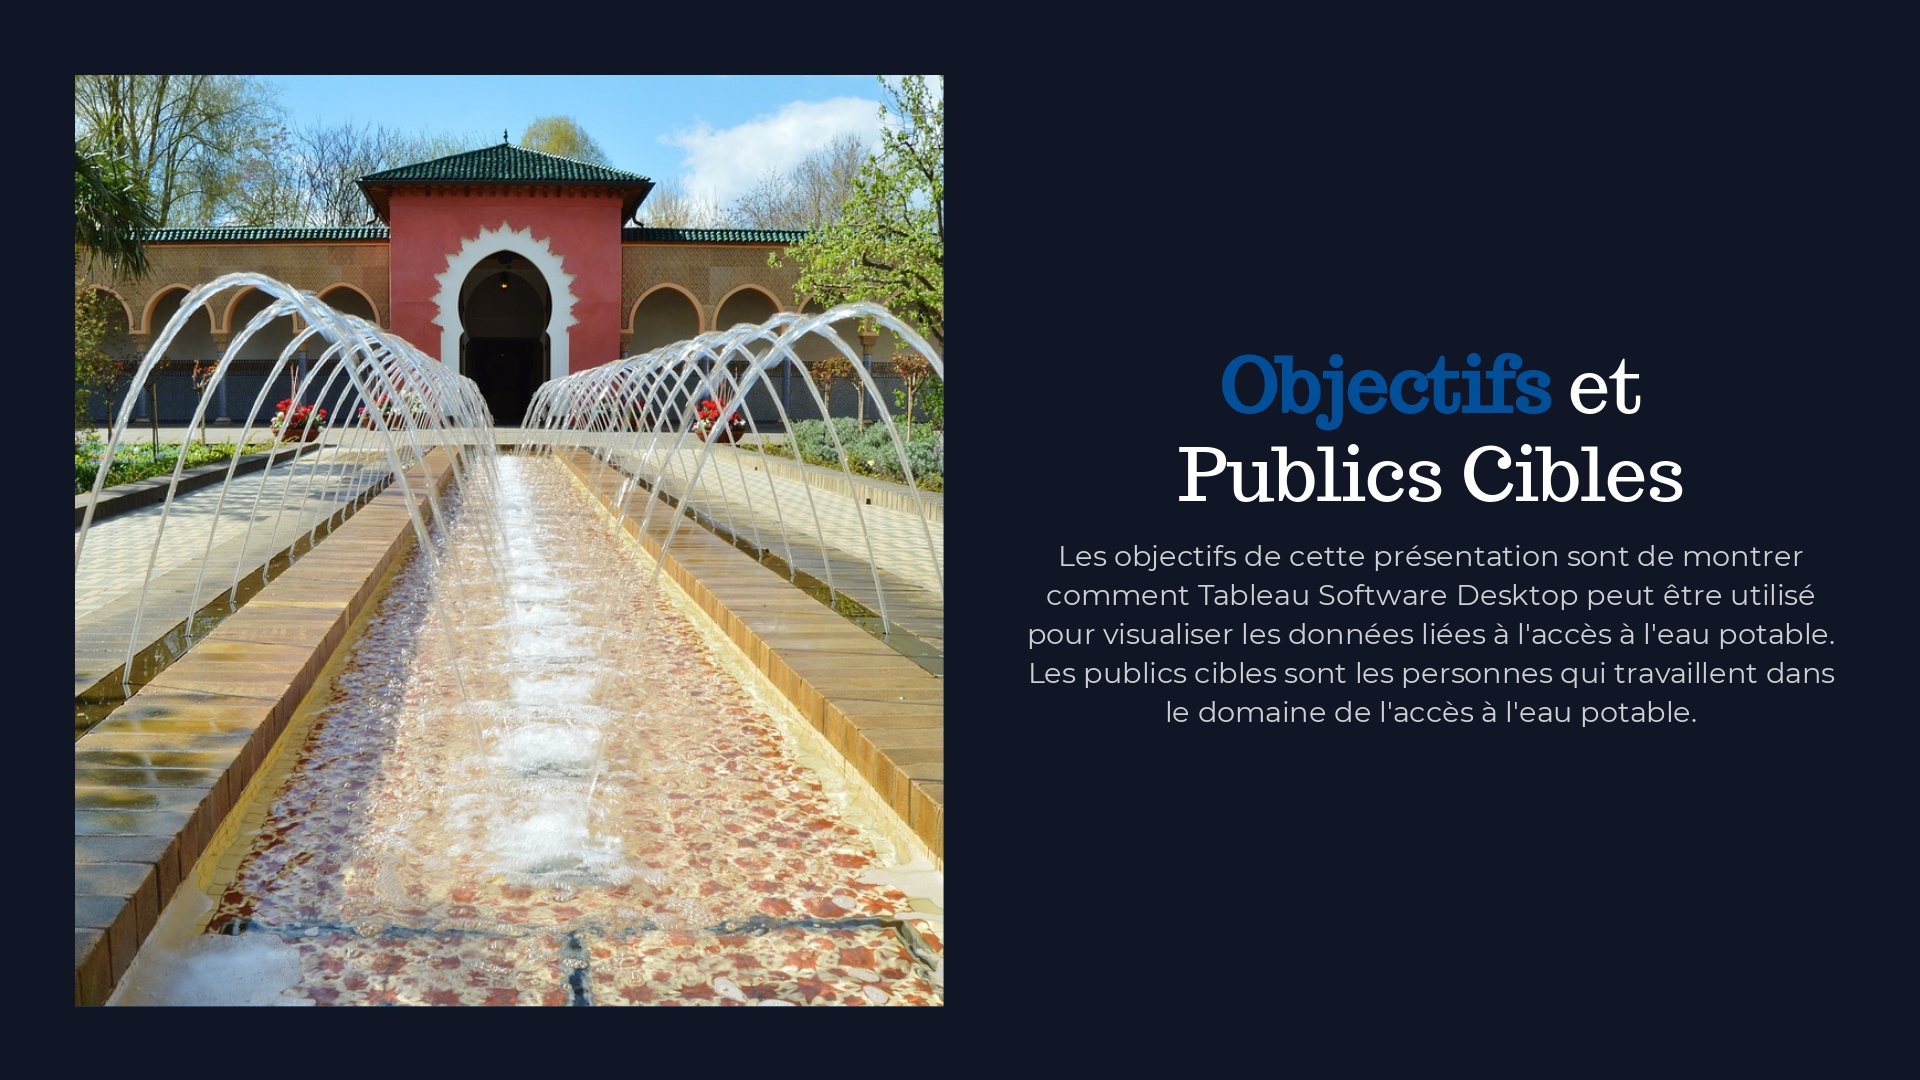 Objectifs et
Publics Cibles
Les objectifs de cette présentation sont de montrer
comment Tableau Software Desktop peut être utilisé
pour visualiser les données liées à l'accès à l'eau potable.
Les publics cibles sont les personnes qui travaillent dans
le domaine de l'accès à l'eau potable.